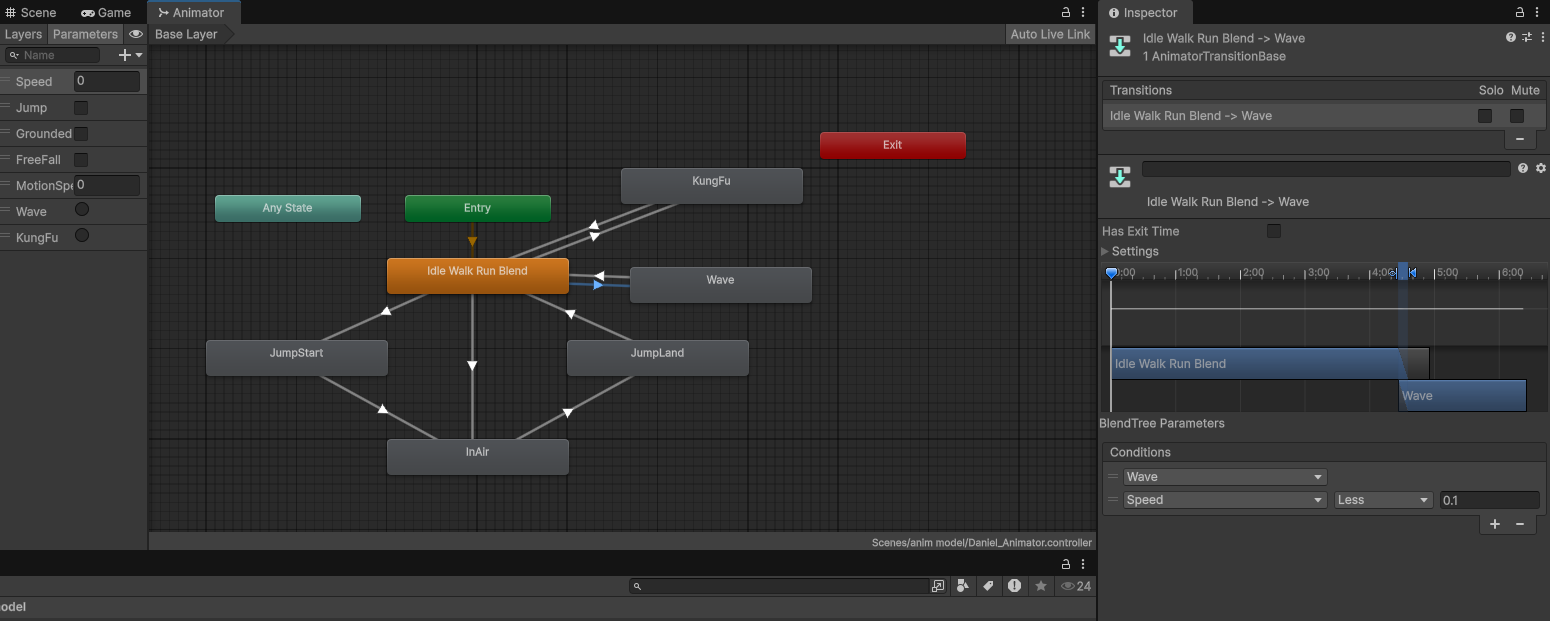 Scene Game Animator
Layers Parameters Base Layer Auto Live Link
Name
Speed 0
Jump
Grounded
FreeFall
MotionSpe 0
Wave
KungFu
Exit
KungFu
Any State Entry
Idle Walk Run Blend
Wave
JumpStart JumpLand
InAir
Scenes/anim model/Daniel_Animator.controller
24
odel
Inspector
Idle Walk Run Blend -> Wave
1 AnimatorTransitionBase
Transitions Solo Mute
Idle Walk Run Blend -> Wave
Idle Walk Run Blend -> Wave
Has Exit Time
Settings
:00 1:00 2:00 3:00 4:00 5:00 6:00
Idle Walk Run Blend
Wave
BlendTree Parameters
Conditions
Wave
Speed Less 0.1